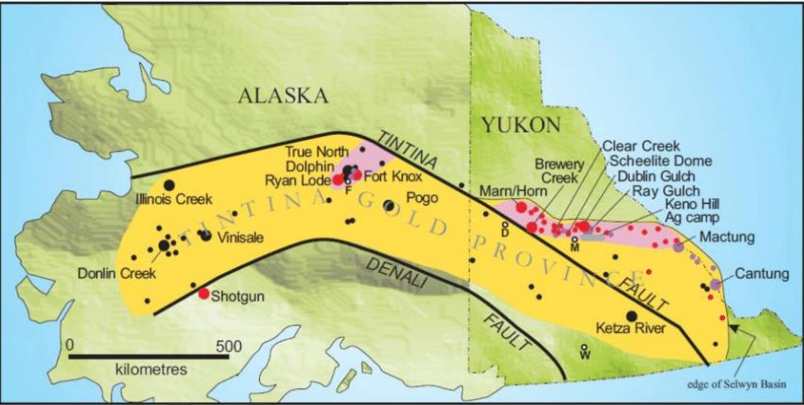 ALASKA
YUKON
TINTINA
FAULT
DENALI
FAULT
TINTINA GOLD PROVINCE
True North
Dolphin
Ryan Lode
Fort Knox
F
Pogo
Illinois Creek
Vinisale
Donlin Creek
Shotgun
Clear Creek
Scheelite Dome
Brewery
Creek
Dublin Gulch
Ray Gulch
Marn/Horn
Keno Hill
Ag camp
Mactung
Cantung
Ketza River
D
M
W
0 500
kilometres
edge of Selwyn Basin